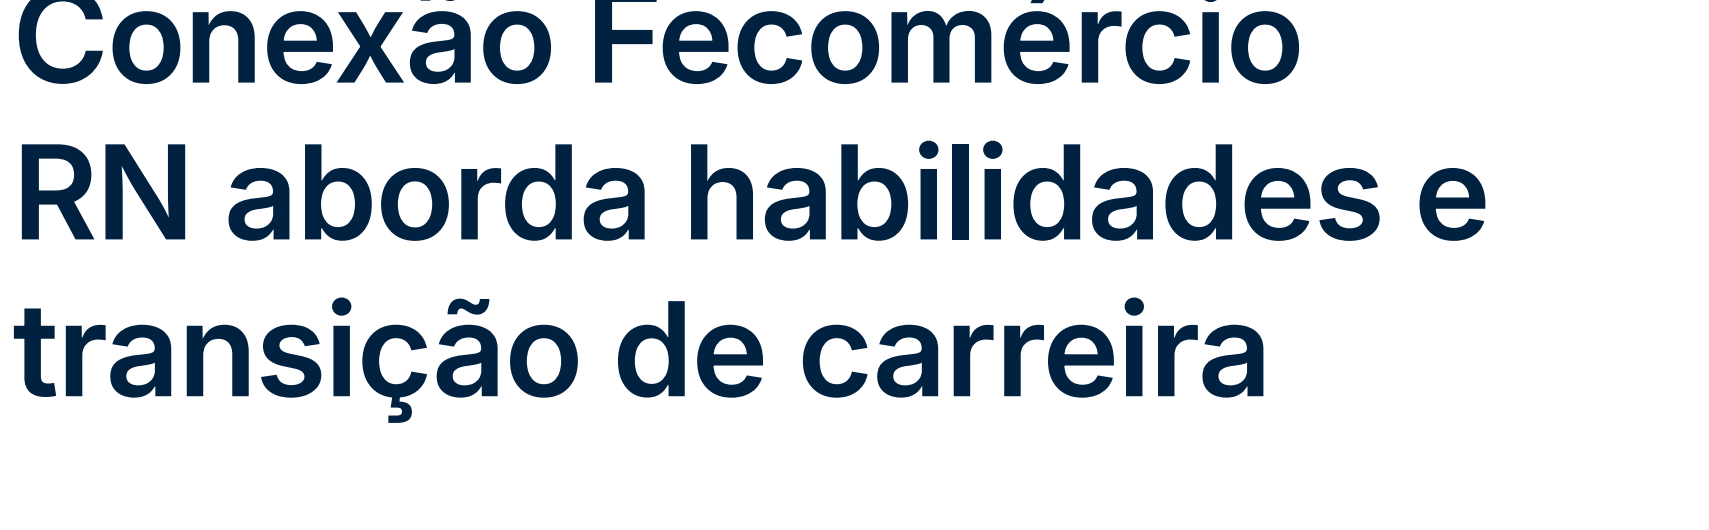 Conexão Fecomércio
RN aborda habilidades e
transição de carreira